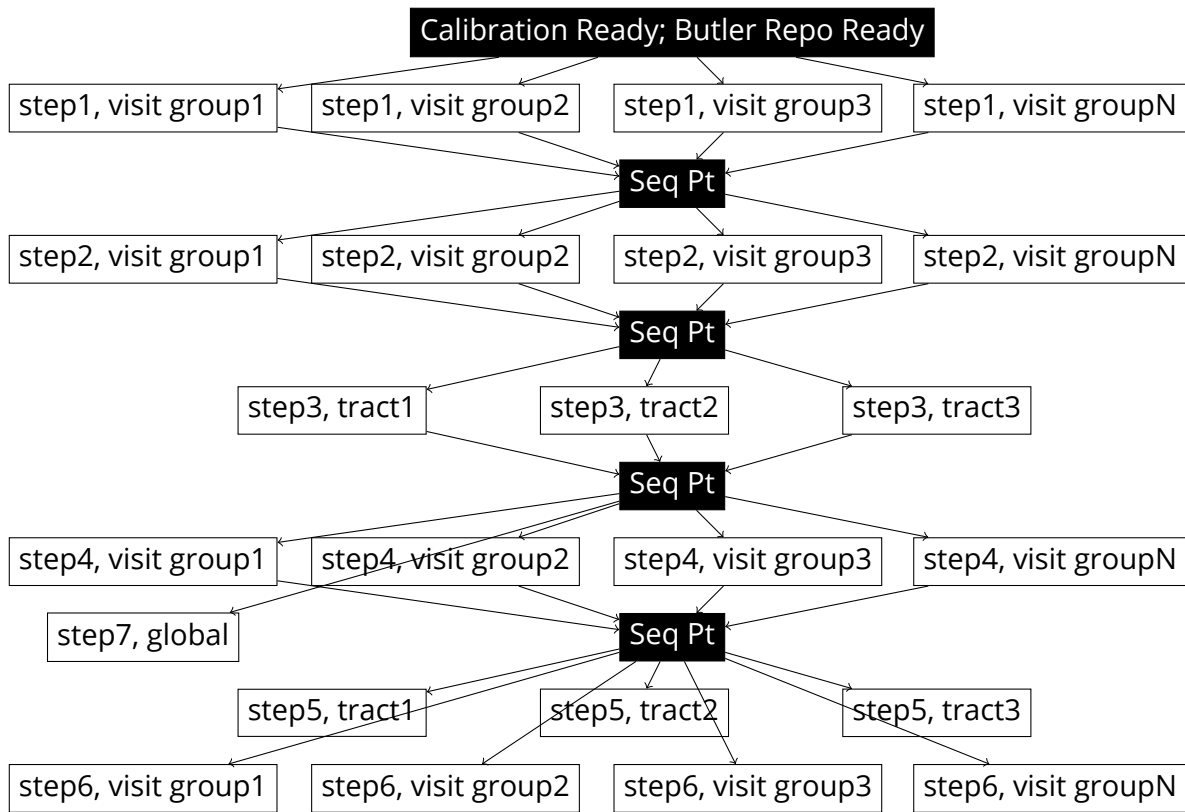 Calibration Ready; Butler Repo Ready
step1, visit group1
step1, visit group2
step1, visit group3
step1, visit groupN
Seq Pt
step2, visit group1
step2, visit group2
step2, visit group3
step2, visit groupN
Seq Pt
step3, tract1
step3, tract2
step3, tract3
Seq Pt
step4, visit group1
step4, visit group2
step4, visit group3
step4, visit groupN
step7, global
Seq Pt
step5, tract1
step5, tract2
step5, tract3
step6, visit group1
step6, visit group2
step6, visit group3
step6, visit groupN